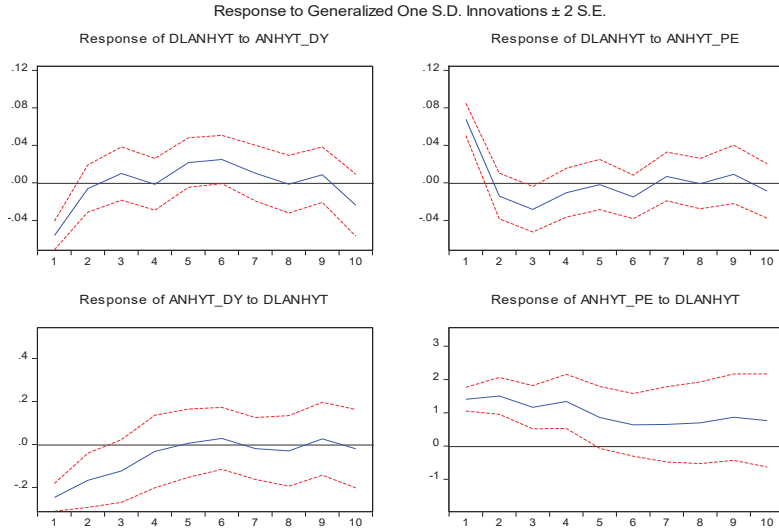 Response to Generalized One S.D. Innovations ± 2 S.E.
Response of DLANHYT to ANHYT_DY
.12
.08
.04
.00
-.04
1 2 3 4 5 6 7 8 9 10
Response of DLANHYT to ANHYT_PE
.12
.08
.04
.00
-.04
1 2 3 4 5 6 7 8 9 10
Response of ANHYT_DY to DLANHYT
.4
.2
.0
-.2
1 2 3 4 5 6 7 8 9 10
Response of ANHYT_PE to DLANHYT
3
2
1
0
-1
1 2 3 4 5 6 7 8 9 10